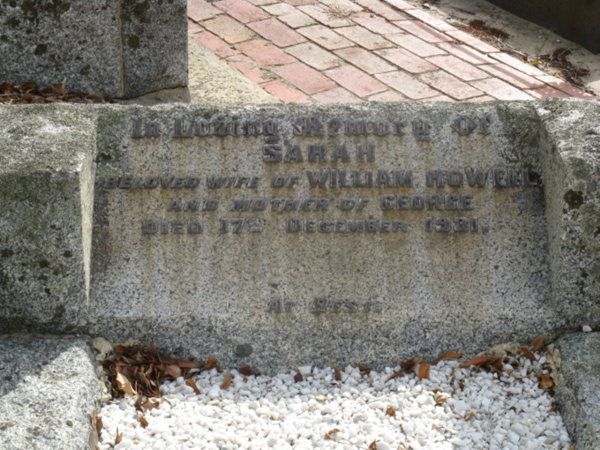 In Loving Memory Of
SARAH
BELOVED WIFE OF WILLIAM HOWELL
AND MOTHER OF GEORGE
DIED 17TH DECEMBER 1931.
AT REST